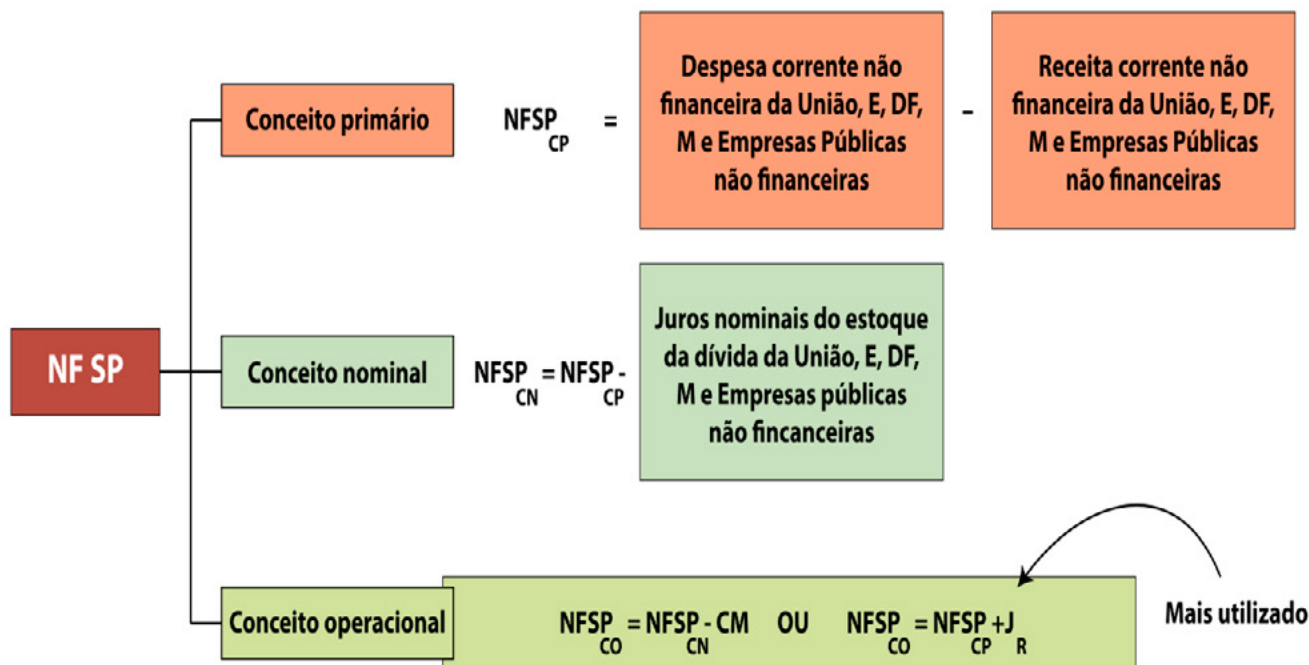 Despesa corrente não
financeira da União, E, DF,
M e Empresas Públicas
não financeiras
Receita corrente não
financeira da União, E, DF,
M e Empresas Públicas
não financeiras
Conceito primário
NFSP CP = -
NF SP
Conceito nominal
NFSP CN = NFSP CP -
Juros nominais do estoque
da dívida da União, E, DF,
M e Empresas públicas
não fincanceiras
Conceito operacional
NFSP CO = NFSP CN - CM OU NFSP CO = NFSP CP + J R
Mais utilizado